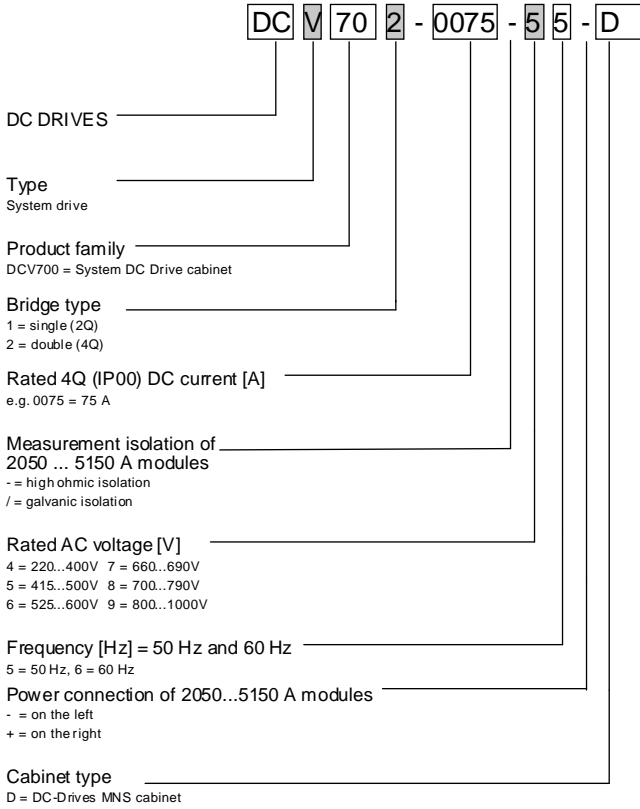 DC V 70 2 - 0075 - 5 5 - D
DC DRIVES
Type
System drive
Product family
DCV700 = System DC Drive cabinet
Bridge type
1 = single (2Q)
2 = double (4Q)
Rated 4Q (IP00) DC current [A]
e.g. 0075 = 75 A
Measurement isolation of
2050 ... 5150 A modules
- = high ohmic isolation
/ = galvanic isolation
Rated AC voltage [V]
4 = 220...400V 7 = 660...690V
5 = 415...500V 8 = 700...790V
6 = 525...600V 9 = 800...1000V
Frequency [Hz] = 50 Hz and 60 Hz
5 = 50 Hz, 6 = 60 Hz
Power connection of 2050...5150 A modules
- = on the left
+ = on the right
Cabinet type
D = DC-Drives MNS cabinet